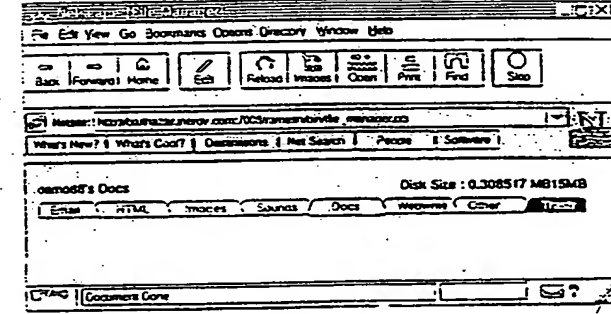 File Edit View Go Bookmarks Options Directory Window Help
Back Forward Home Edit Reload Images Open Print Find Stop
What's New? What's Cool? Destinations Net Search People Software
demo88's Docs
Disk Size : 0.308517 MB15MB
Email HTML Images Sounds Docs Other
Document Done